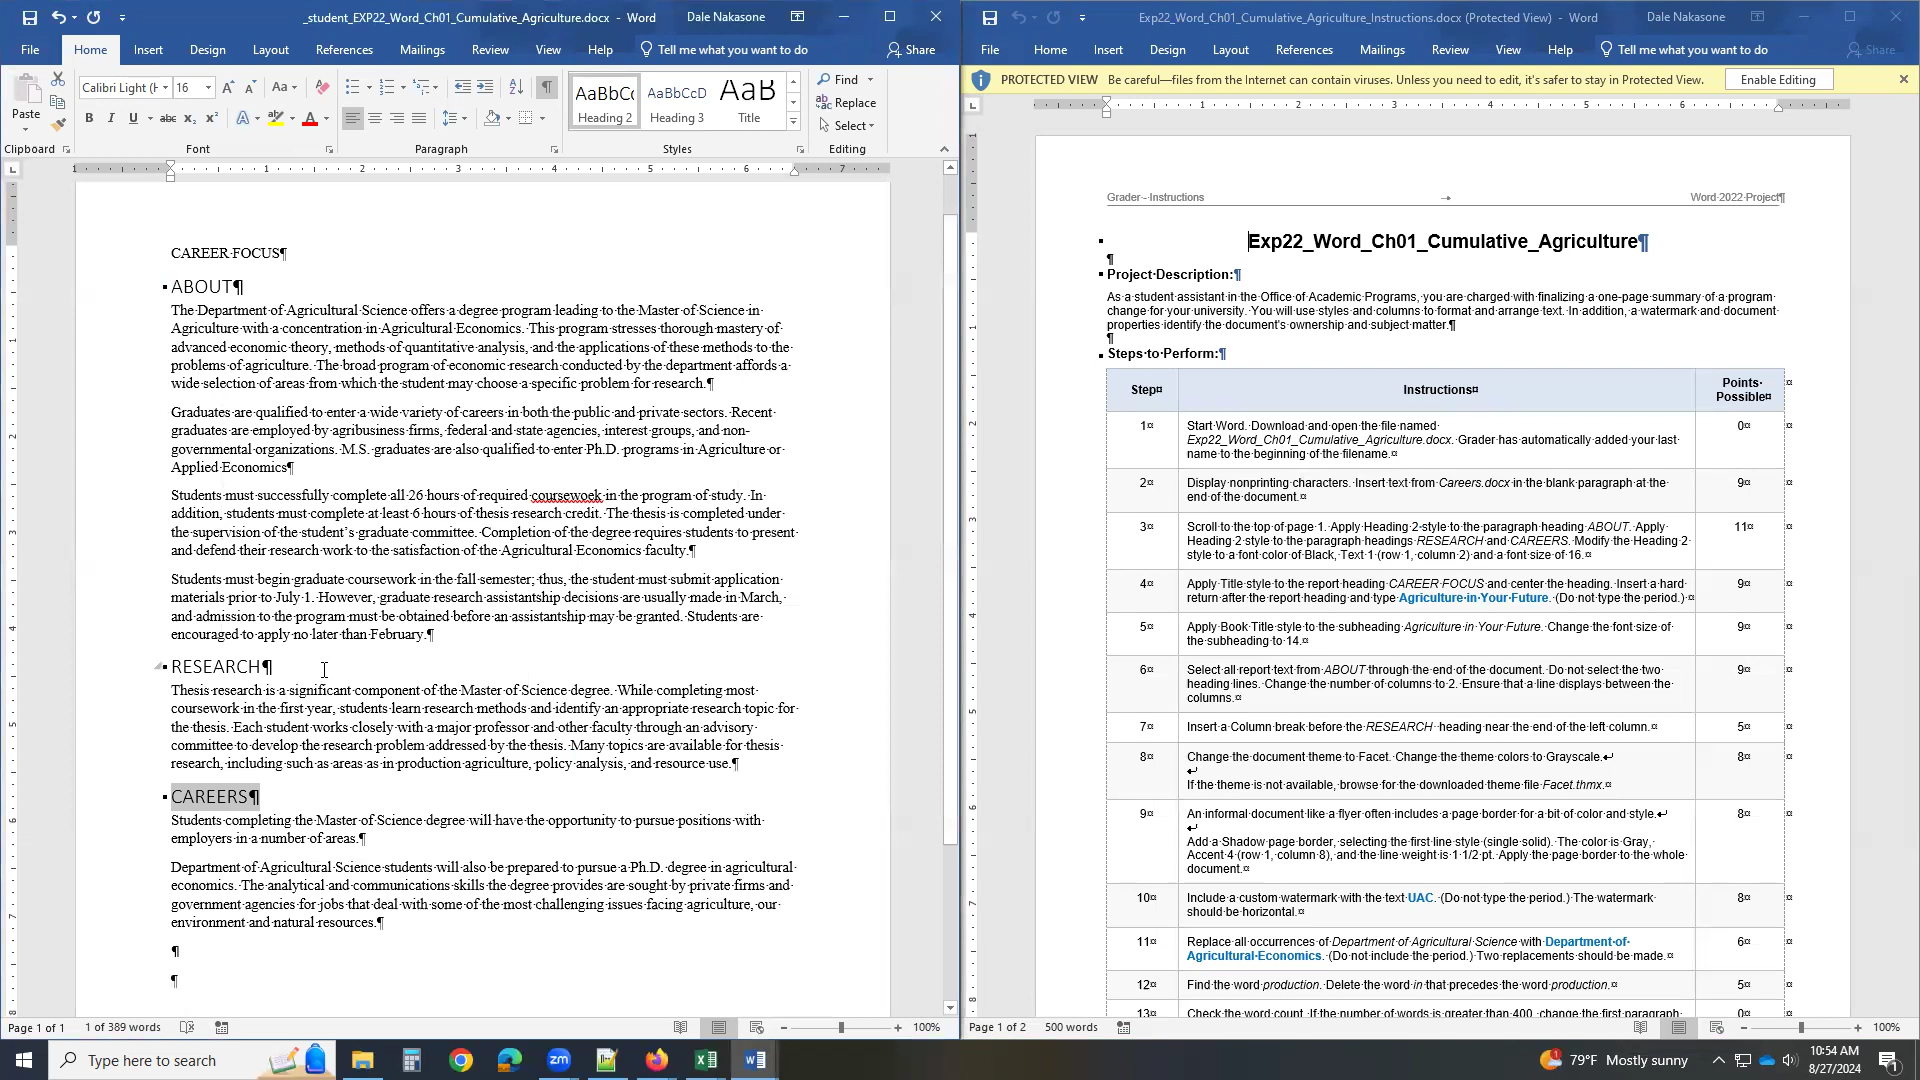 _student_EXP22_Word_Ch01_Cumulative_Agriculture.docx - Word
Dale Nakasone
File Home Insert Design Layout References Mailings Review View Help Tell me what you want to do Share
Paste
Calibri Light (H 16
AaBbCc AaBbCcD AaB
Heading 2 Heading 3 Title
Find
Replace
Select
Clipboard Font Paragraph Styles Editing
CAREER·FOCUS¶
ABOUT¶
The·Department·of·Agricultural·Science·offers·a·degree·program·leading·to·the·Master·of·Science·in·
Agriculture·with·a·concentration·in·Agricultural·Economics.·This·program·stresses·thorough·mastery·of·
advanced·economic·theory,·methods·of·quantitative·analysis,·and·the·applications·of·these·methods·to·the·
problems·of·agriculture.·The·broad·program·of·economic·research·conducted·by·the·department·affords·a·
wide·selection·of·areas·from·which·the·student·may·choose·a·specific·problem·for·research.¶
Graduates·are·qualified·to·enter·a·wide·variety·of·careers·in·both·the·public·and·private·sectors.·Recent·
graduates·are·employed·by·agribusiness·firms,·federal·and·state·agencies,·interest·groups,·and·non-
governmental·organizations.·M.S.·graduates·are·also·qualified·to·enter·Ph.D.·programs·in·Agriculture·or·
Applied·Economics¶
Students·must·successfully·complete·all·26·hours·of·required·coursewoek·in·the·program·of·study.·In·
addition,·students·must·complete·at·least·6·hours·of·thesis·research·credit.·The·thesis·is·completed·under·
the·supervision·of·the·student’s·graduate·committee.·Completion·of·the·degree·requires·students·to·present·
and·defend·their·research·work·to·the·satisfaction·of·the·Agricultural·Economics·faculty.¶
Students·must·begin·graduate·coursework·in·the·fall·semester;·thus,·the·student·must·submit·application·
materials·prior·to·July·1.·However,·graduate·research·assistantship·decisions·are·usually·made·in·March,·
and·admission·to·the·program·must·be·obtained·before·an·assistantship·may·be·granted.·Students·are·
encouraged·to·apply·no·later·than·February.¶
RESEARCH¶
Thesis·research·is·a·significant·component·of·the·Master·of·Science·degree.·While·completing·most·
coursework·in·the·first·year,·students·learn·research·methods·and·identify·an·appropriate·research·topic·for·
the·thesis.·Each·student·works·closely·with·a·major·professor·and·other·faculty·through·an·advisory·
committee·to·develop·the·research·problem·addressed·by·the·thesis.·Many·topics·are·available·for·thesis·
research,·including·such·as·areas·as·in·production·agriculture,·policy·analysis,·and·resource·use.¶
CAREERS¶
Students·completing·the·Master·of·Science·degree·will·have·the·opportunity·to·pursue·positions·with·
employers·in·a·number·of·areas.¶
Department·of·Agricultural·Science·students·will·also·be·prepared·to·pursue·a·Ph.D.·degree·in·agricultural·
economics.·The·analytical·and·communications·skills·the·degree·provides·are·sought·by·private·firms·and·
government·agencies·for·jobs·that·deal·with·some·of·the·most·challenging·issues·facing·agriculture,·our·
environment·and·natural·resources.¶
¶
¶
Page 1 of 1 1 of 389 words 100%
Exp22_Word_Ch01_Cumulative_Agriculture_Instructions.docx (Protected View) - Word
Dale Nakasone
File Home Insert Design Layout References Mailings Review View Help Tell me what you want to do Share
PROTECTED VIEW Be careful—files from the Internet can contain viruses. Unless you need to edit, it's safer to stay in Protected View. Enable Editing
Grader·-·Instructions Word·2022·Project¶
Exp22_Word_Ch01_Cumulative_Agriculture¶
¶
Project·Description:¶
As·a·student·assistant·in·the·Office·of·Academic·Programs,·you·are·charged·with·finalizing·a·one-page·summary·of·a·program·
change·for·your·university.·You·will·use·styles·and·columns·to·format·and·arrange·text.·In·addition,·a·watermark·and·document·
properties·identify·the·document's·ownership·and·subject·matter.¶
¶
Steps·to·Perform:¶
Step¤ Instructions¤ Points·Possible¤
1¤ Start·Word.·Download·and·open·the·file·named· 0¤
Exp22_Word_Ch01_Cumulative_Agriculture.docx.·Grader·has·automatically·added·your·last·
name·to·the·beginning·of·the·filename.¤
2¤ Display·nonprinting·characters.·Insert·text·from·Careers.docx·in·the·blank·paragraph·at·the· 9¤
end·of·the·document.¤
3¤ Scroll·to·the·top·of·page·1.·Apply·Heading·2·style·to·the·paragraph·heading·ABOUT.·Apply· 11¤
Heading·2·style·to·the·paragraph·headings·RESEARCH·and·CAREERS.·Modify·the·Heading·2·
style·to·a·font·color·of·Black,·Text·1·(row·1,·column·2)·and·a·font·size·of·16.¤
4¤ Apply·Title·style·to·the·report·heading·CAREER·FOCUS·and·center·the·heading.·Insert·a·hard· 9¤
return·after·the·report·heading·and·type·Agriculture·in·Your·Future.·(Do·not·type·the·period.)¤
5¤ Apply·Book·Title·style·to·the·subheading·Agriculture·in·Your·Future.·Change·the·font·size·of· 9¤
the·subheading·to·14.¤
6¤ Select·all·report·text·from·ABOUT·through·the·end·of·the·document.·Do·not·select·the·two· 9¤
heading·lines.·Change·the·number·of·columns·to·2.·Ensure·that·a·line·displays·between·the·
columns.¤
7¤ Insert·a·Column·break·before·the·RESEARCH··heading·near·the·end·of·the·left·column.¤ 5¤
8¤ Change·the·document·theme·to·Facet.·Change·the·theme·colors·to·Grayscale.↵ 8¤
↵
If·the·theme·is·not·available,·browse·for·the·downloaded·theme·file·Facet.thmx.¤
9¤ An·informal·document·like·a·flyer·often·includes·a·page·border·for·a·bit·of·color·and·style.↵ 8¤
↵
Add·a·Shadow·page·border,·selecting·the·first·line·style·(single·solid).·The·color·is·Gray,·
Accent·4·(row·1,·column·8),·and·the·line·weight·is·1·1/2·pt.·Apply·the·page·border·to·the·whole·
document.¤
10¤ Include·a·custom·watermark·with·the·text·UAC.·(Do·not·type·the·period.)·The·watermark· 8¤
should·be·horizontal.¤
11¤ Replace·all·occurrences·of·Department·of·Agricultural·Science·with·Department·of· 6¤
Agricultural·Economics.·(Do·not·include·the·period.)·Two·replacements·should·be·made.¤
12¤ Find·the·word·production.·Delete·the·word·in·that·precedes·the·word·production.¤ 5¤
13¤ Check·the·word·count.·If·the·number·of·words·is·greater·than·400,·change·the·first·paragraph· 0¤
Page 1 of 2 500 words 100%
Type here to search
79°F Mostly sunny
10:54 AM
8/27/2024